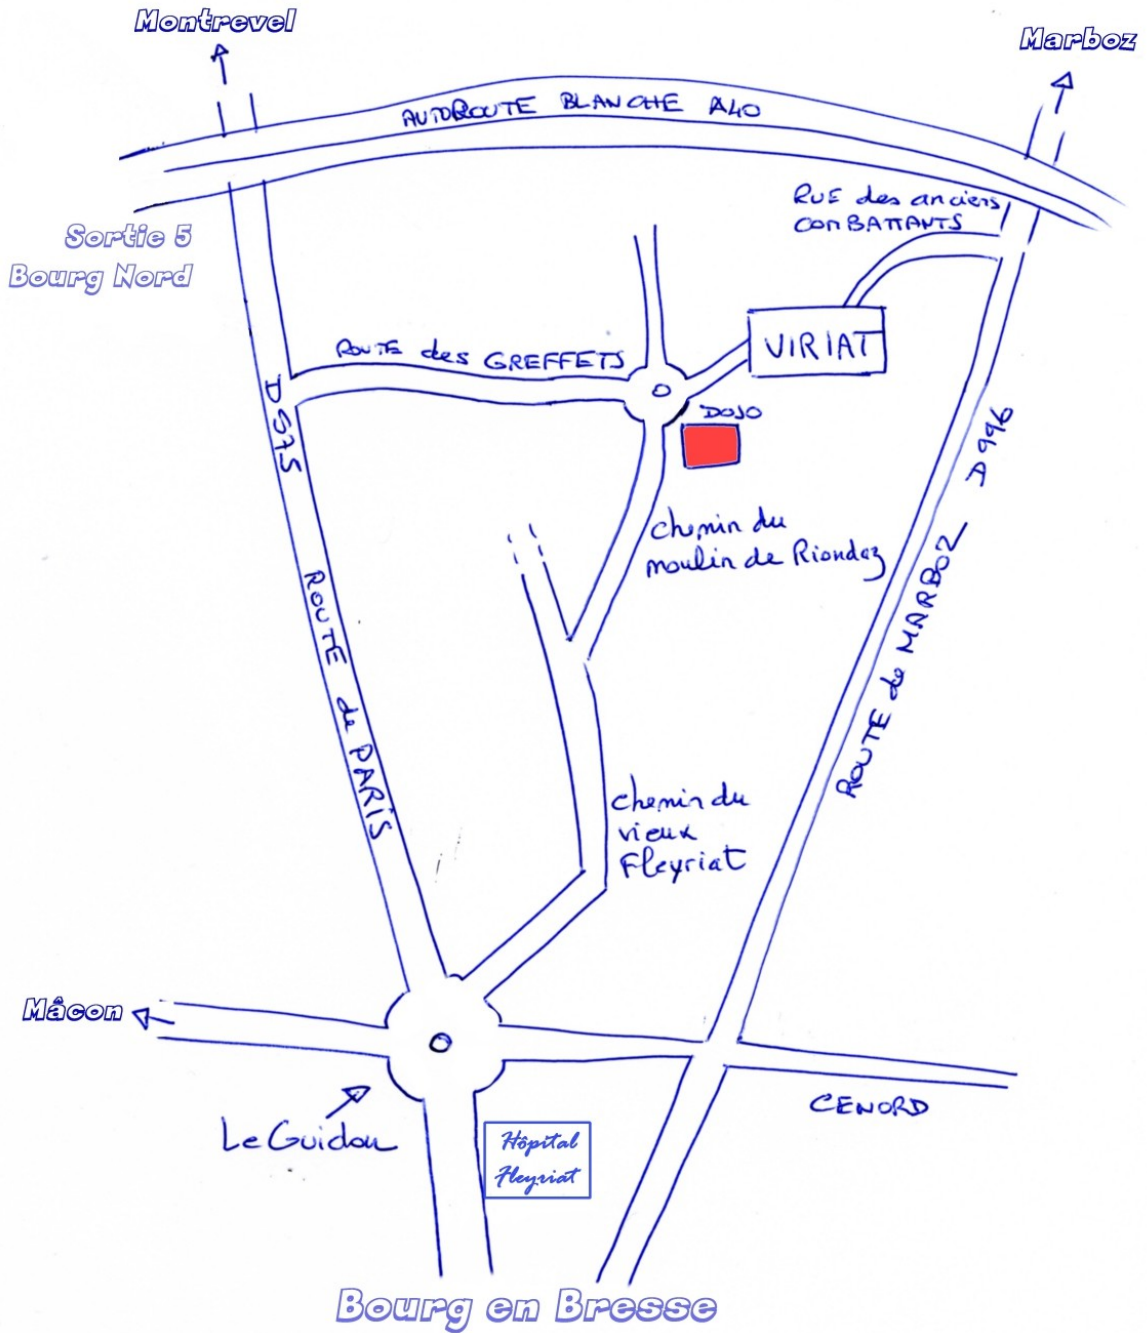 Montrevel
Marboz
AUTOROUTE BLANCHE A40
RUE des anciens
COMBATTANTS
Sortie 5
Bourg Nord
VIRIAT
ROUTE des GREFFETS
DOJO
D975
D996
chemin du
moulin de Riondaz
ROUTE de PARIS
ROUTE de MARBOZ
chemin du
vieux
Fleyriat
Mâcon
CENORD
Le Guidon
Hôpital
Fleyriat
Bourg en Bresse